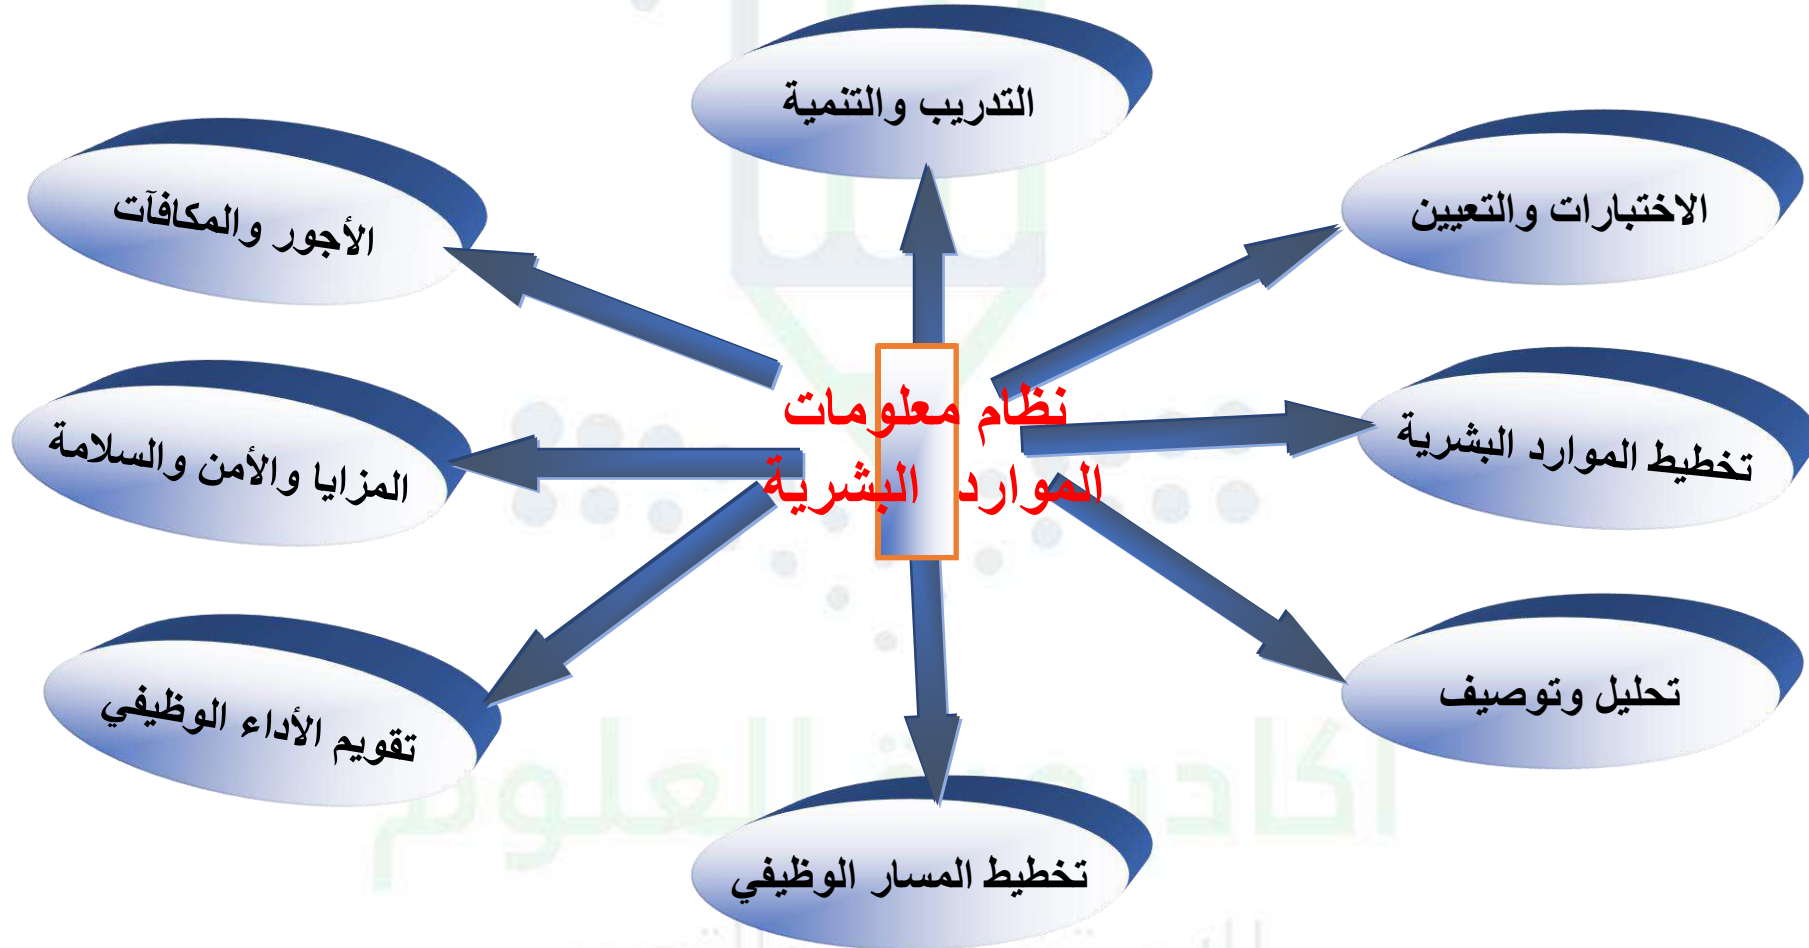 التدريب والتنمية
الاختبارات والتعيين
الأجور والمكافآت
نظام معلومات
الموارد البشرية
تخطيط الموارد البشرية
المزايا والأمن والسلامة
تحليل وتوصيف
تقويم الأداء الوظيفي
تخطيط المسار الوظيفي